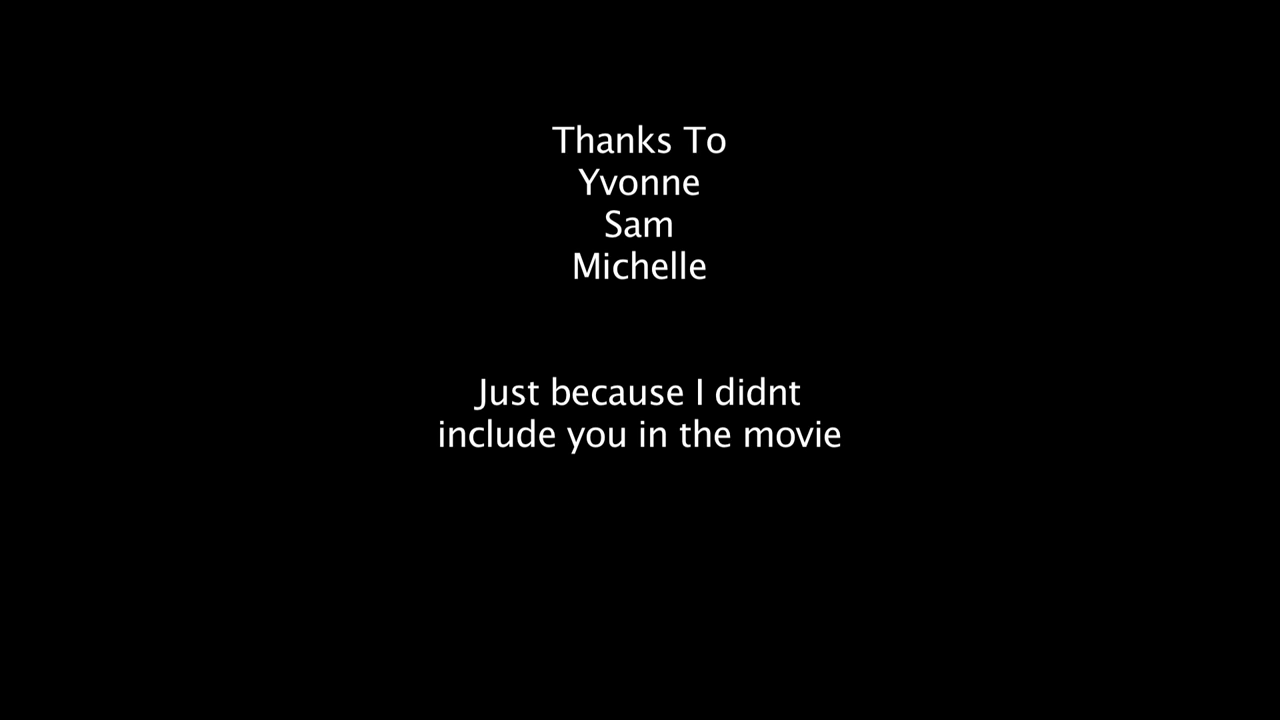 Thanks To
Yvonne
Sam
Michelle
Just because I didnt
include you in the movie